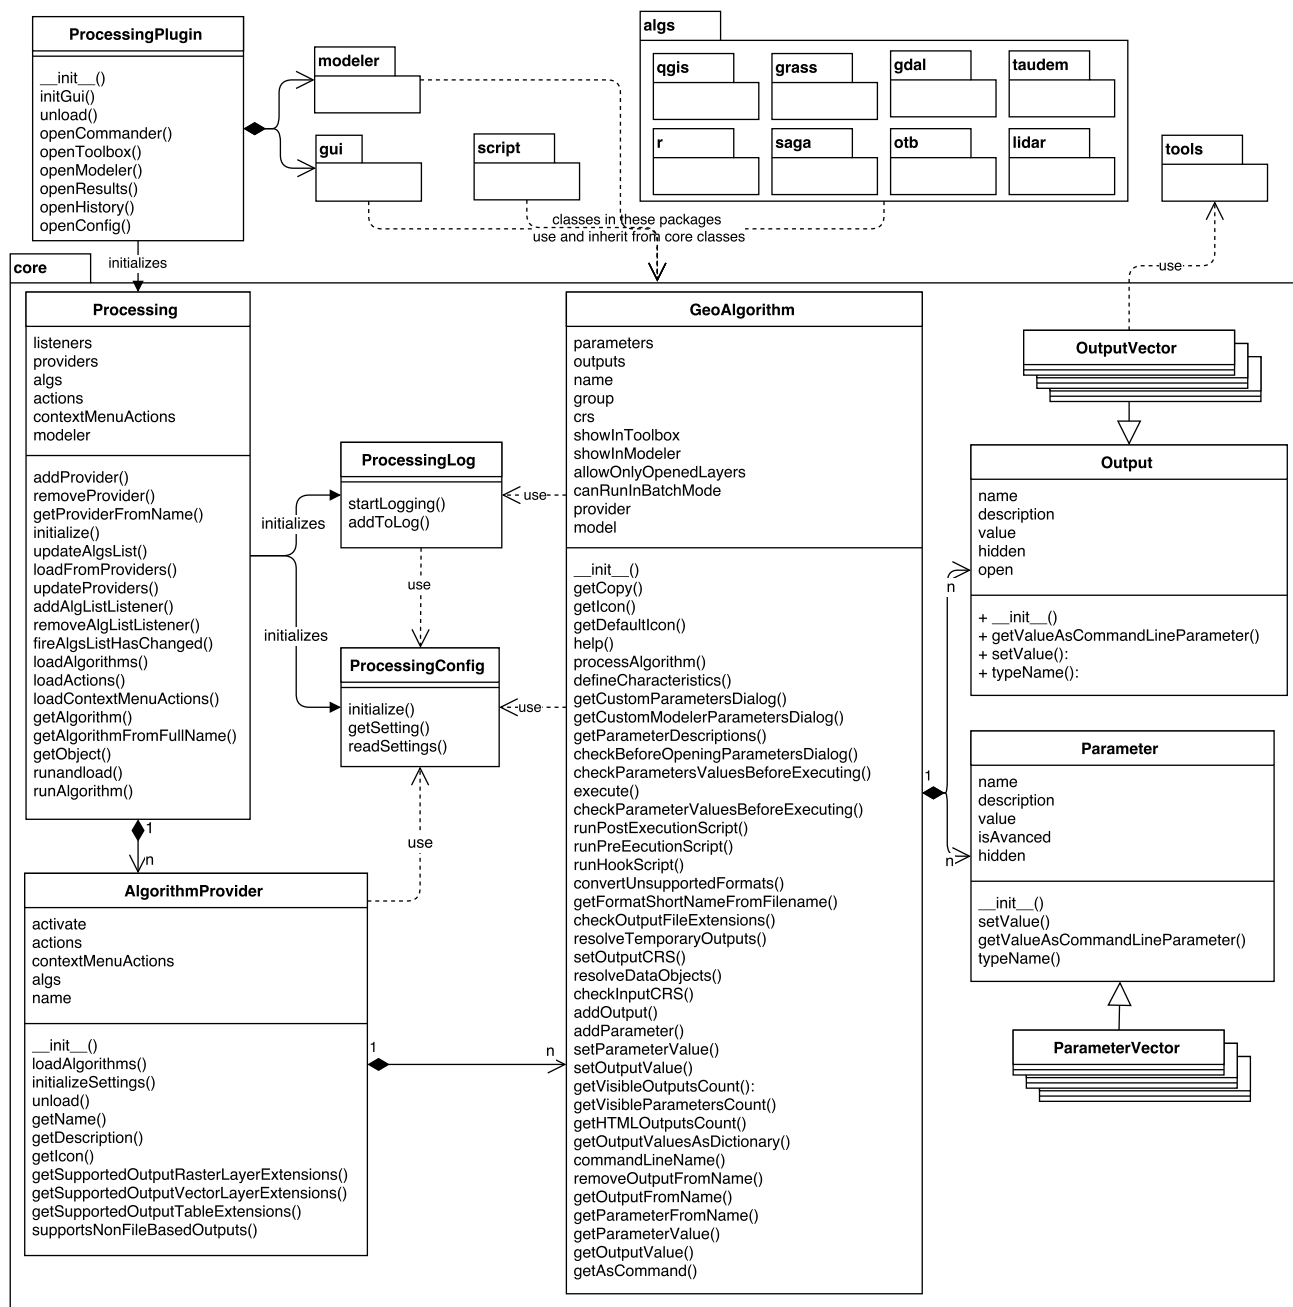 ProcessingPlugin
__init__()
initGui()
unload()
openCommander()
openToolbox()
openModeler()
openResults()
openHistory()
openConfig()
modeler
gui
script
algs
qgis
grass
gdal
taudem
r
saga
otb
lidar
tools
classes in these packages
use and inherit from core classes
initializes
use
core
Processing
listeners
providers
algs
actions
contextMenuActions
modeler
addProvider()
removeProvider()
getProviderFromName()
initialize()
updateAlgsList()
loadFromProviders()
updateProviders()
addAlgListListener()
removeAlgListListener()
fireAlgsListHasChanged()
loadAlgorithms()
loadActions()
loadContextMenuActions()
getAlgorithm()
getAlgorithmFromFullName()
getObject()
runandload()
runAlgorithm()
initializes
initializes
ProcessingLog
startLogging()
addToLog()
use
use
ProcessingConfig
initialize()
getSetting()
readSettings()
use
use
1
n
AlgorithmProvider
activate
actions
contextMenuActions
algs
name
__init__()
loadAlgorithms()
initializeSettings()
unload()
getName()
getDescription()
getIcon()
getSupportedOutputRasterLayerExtensions()
getSupportedOutputVectorLayerExtensions()
getSupportedOutputTableExtensions()
supportsNonFileBasedOutputs()
1
n
GeoAlgorithm
parameters
outputs
name
group
crs
showInToolbox
showInModeler
allowOnlyOpenedLayers
canRunInBatchMode
provider
model
__init__()
getCopy()
getIcon()
getDefaultIcon()
help()
processAlgorithm()
defineCharacteristics()
getCustomParametersDialog()
getCustomModelerParametersDialog()
getParameterDescriptions()
checkBeforeOpeningParametersDialog()
checkParametersValuesBeforeExecuting()
execute()
checkParameterValuesBeforeExecuting()
runPostExecutionScript()
runPreEecutionScript()
runHookScript()
convertUnsupportedFormats()
getFormatShortNameFromFilename()
checkOutputFileExtensions()
resolveTemporaryOutputs()
setOutputCRS()
resolveDataObjects()
checkInputCRS()
addOutput()
addParameter()
setParameterValue()
setOutputValue()
getVisibleOutputsCount():
getVisibleParametersCount()
getHTMLOutputsCount()
getOutputValuesAsDictionary()
commandLineName()
removeOutputFromName()
getOutputFromName()
getParameterFromName()
getParameterValue()
getOutputValue()
getAsCommand()
1
n
n
OutputVector
Output
name
description
value
hidden
open
+ __init__()
+ getValueAsCommandLineParameter()
+ setValue():
+ typeName():
Parameter
name
description
value
isAvanced
hidden
__init__()
setValue()
getValueAsCommandLineParameter()
typeName()
ParameterVector